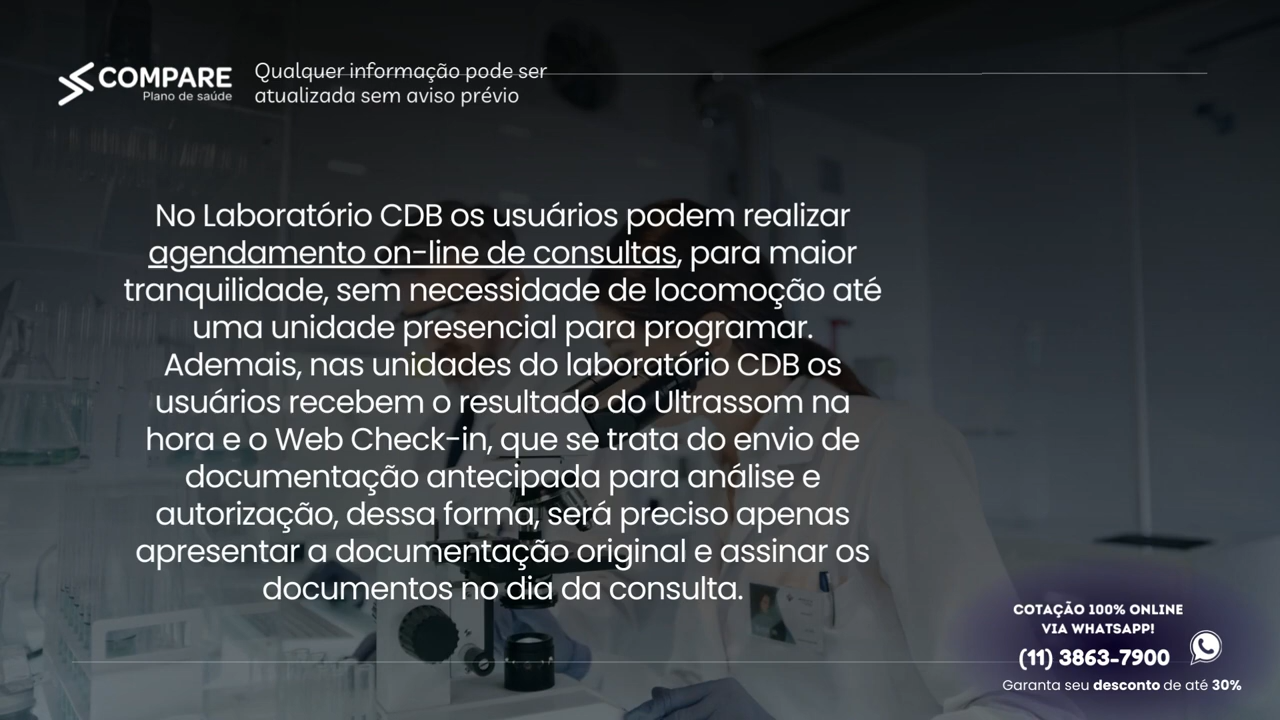 COMPARE
Plano de saúde
Qualquer informação pode ser
atualizada sem aviso prévio
No Laboratório CDB os usuários podem realizar
agendamento on-line de consultas, para maior
tranquilidade, sem necessidade de locomoção até
uma unidade presencial para programar.
Ademais, nas unidades do laboratório CDB os
usuários recebem o resultado do Ultrassom na
hora e o Web Check-in, que se trata do envio de
documentação antecipada para análise e
autorização, dessa forma, será preciso apenas
apresentar a documentação original e assinar os
documentos no dia da consulta.
COTAÇÃO 100% ONLINE
VIA WHATSAPP!
(11) 3863-7900
Garanta seu desconto de até 30%